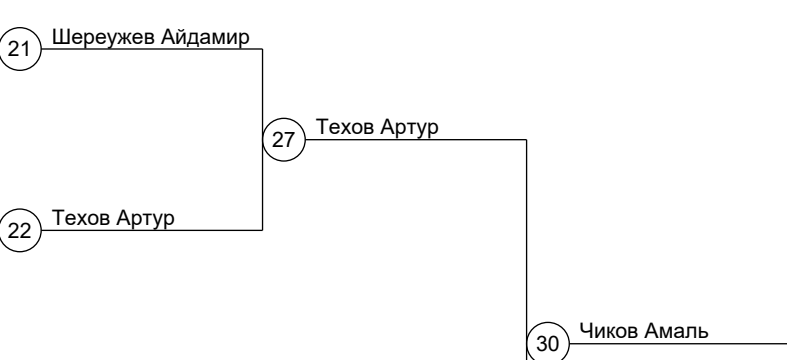 21 Шереужев Айдамир
27 Техов Артур
22 Техов Артур
30 Чиков Амаль